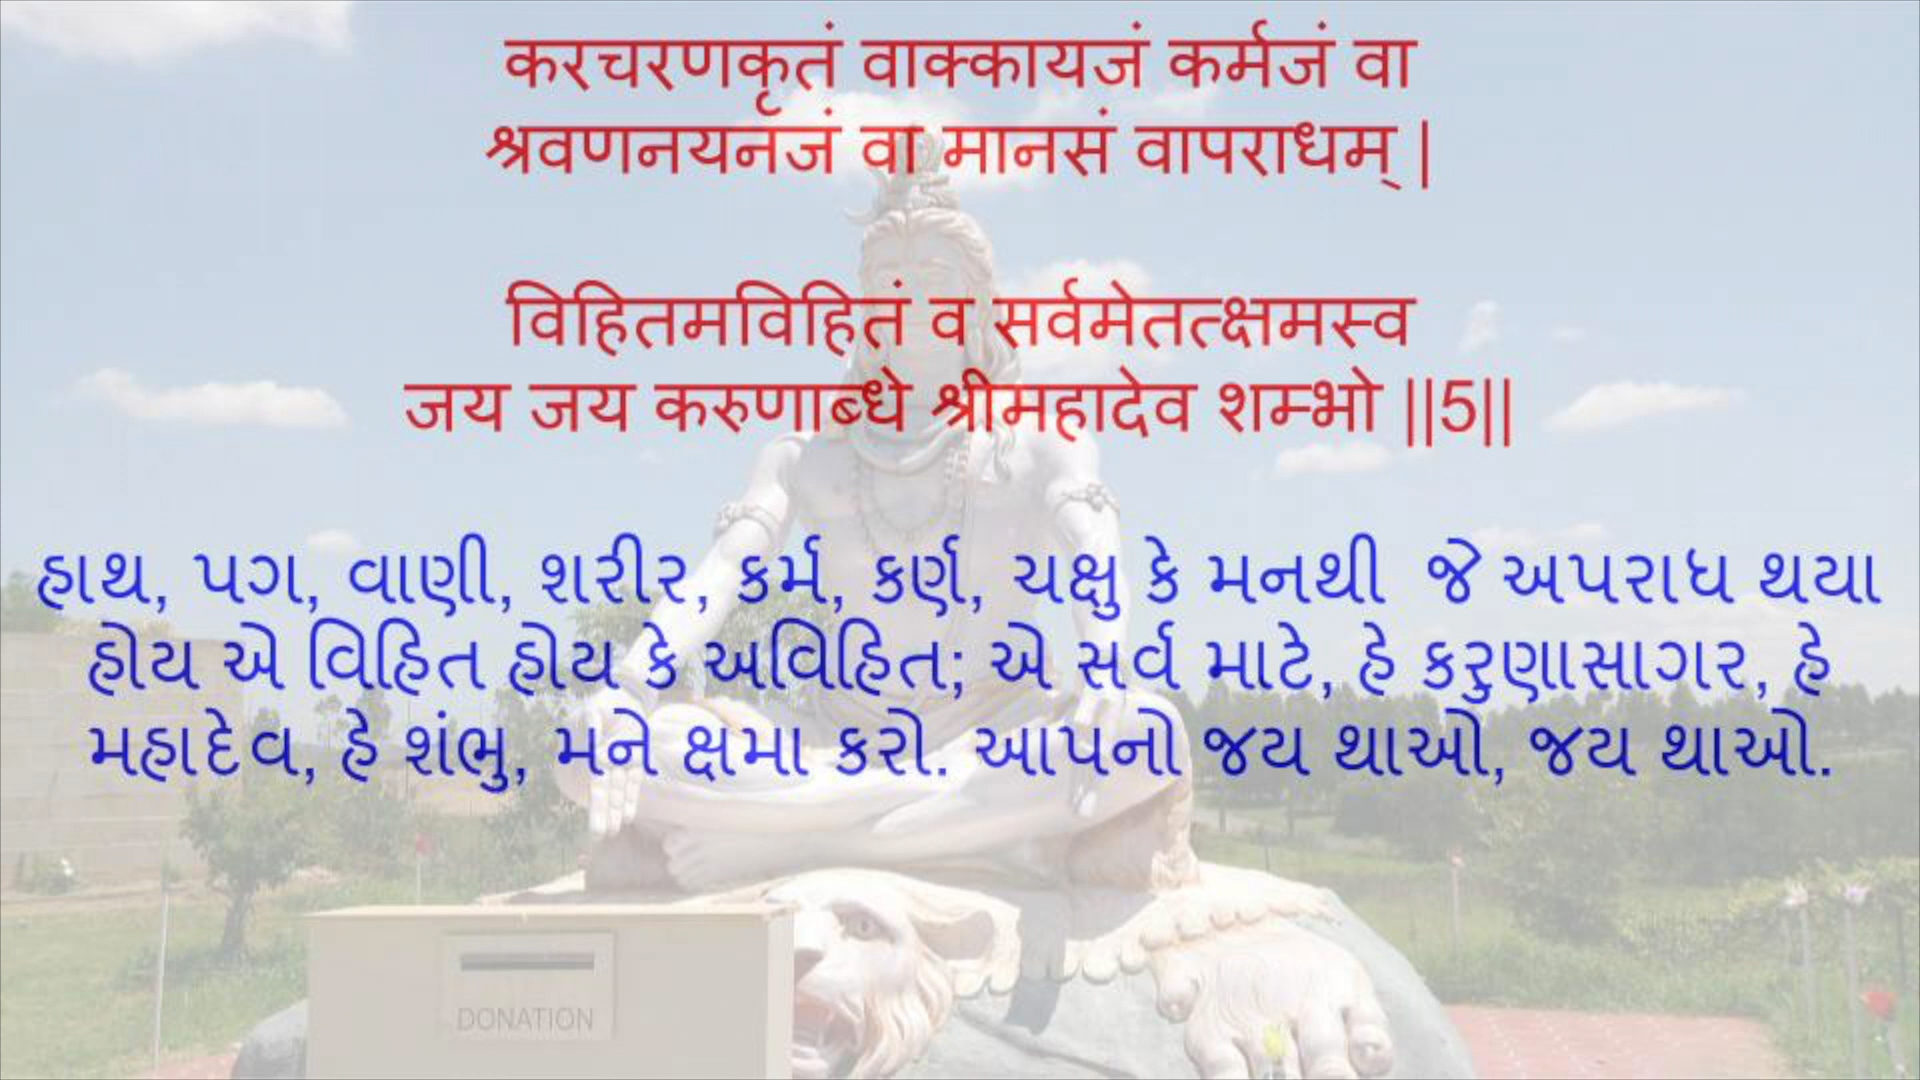 करचरणकृतं वाक्कायजं कर्मजं वा
श्रवणनयनजं वा मानसं वापराधम् |
विहितमविहितं व सर्वमेतत्क्षमस्व
जय जय करुणाब्धे श्रीमहादेव शम्भो ||5||
હાથ, પગ, વાણી, શરીર, કર્મ, કર્ણ, ચક્ષુ કે મનથી જે અપરાધ થયા
હોય એ વિહિત હોય કે અવિહિત; એ સર્વ માટે, હે કરુણાસાગર, હે
મહાદેવ, હે શંભુ, મને ક્ષમા કરો. આપનો જય થાઓ, જય થાઓ.
DONATION